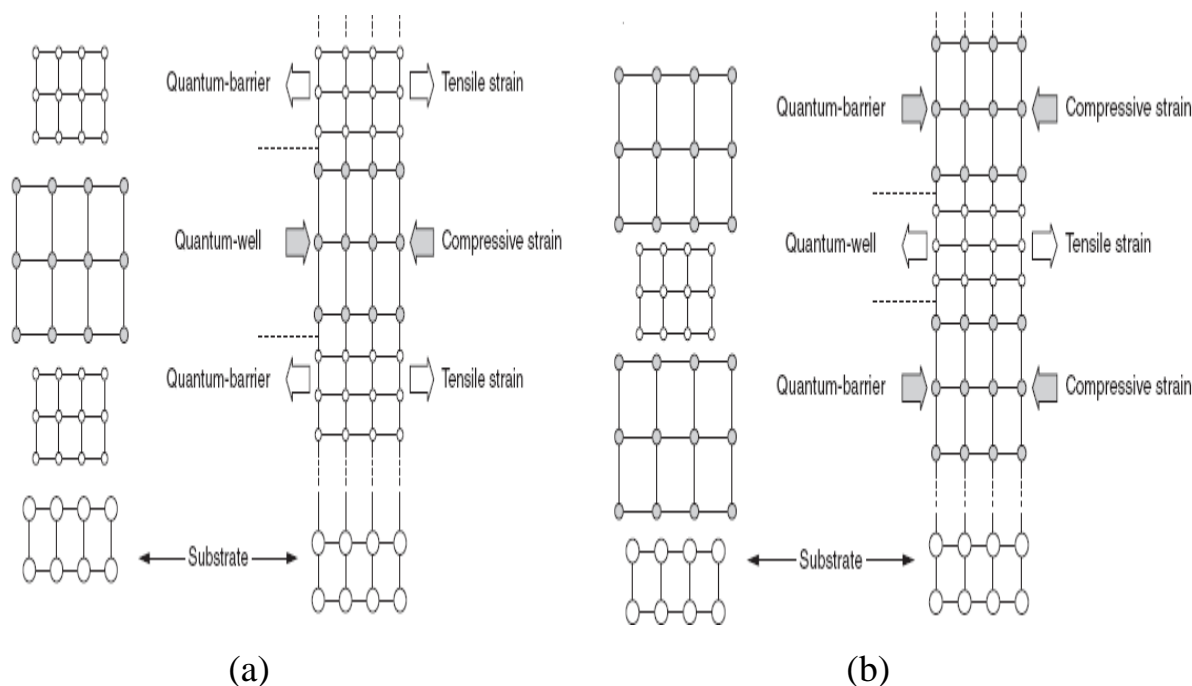 Quantum-barrier
Tensile strain
Quantum-well
Compressive strain
Quantum-barrier
Tensile strain
Substrate
(a)
Quantum-barrier
Compressive strain
Quantum-well
Tensile strain
Quantum-barrier
Compressive strain
Substrate
(b)